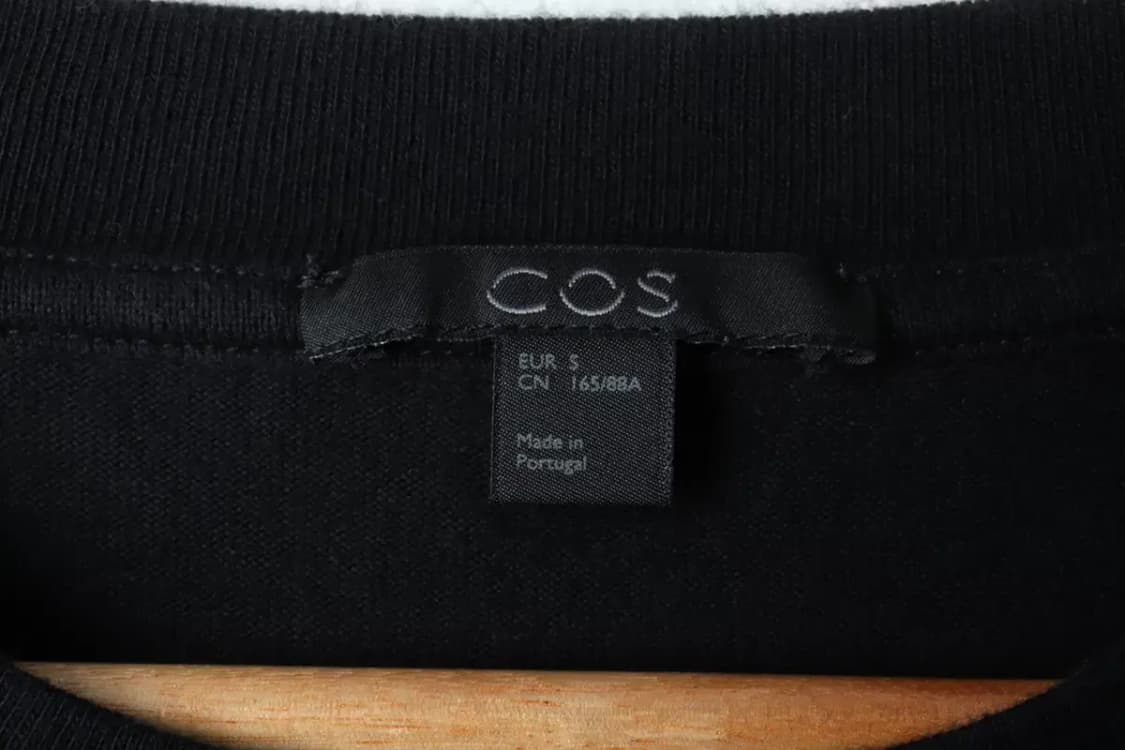 COS
EUR S
CN 165/88A
Made in
Portugal